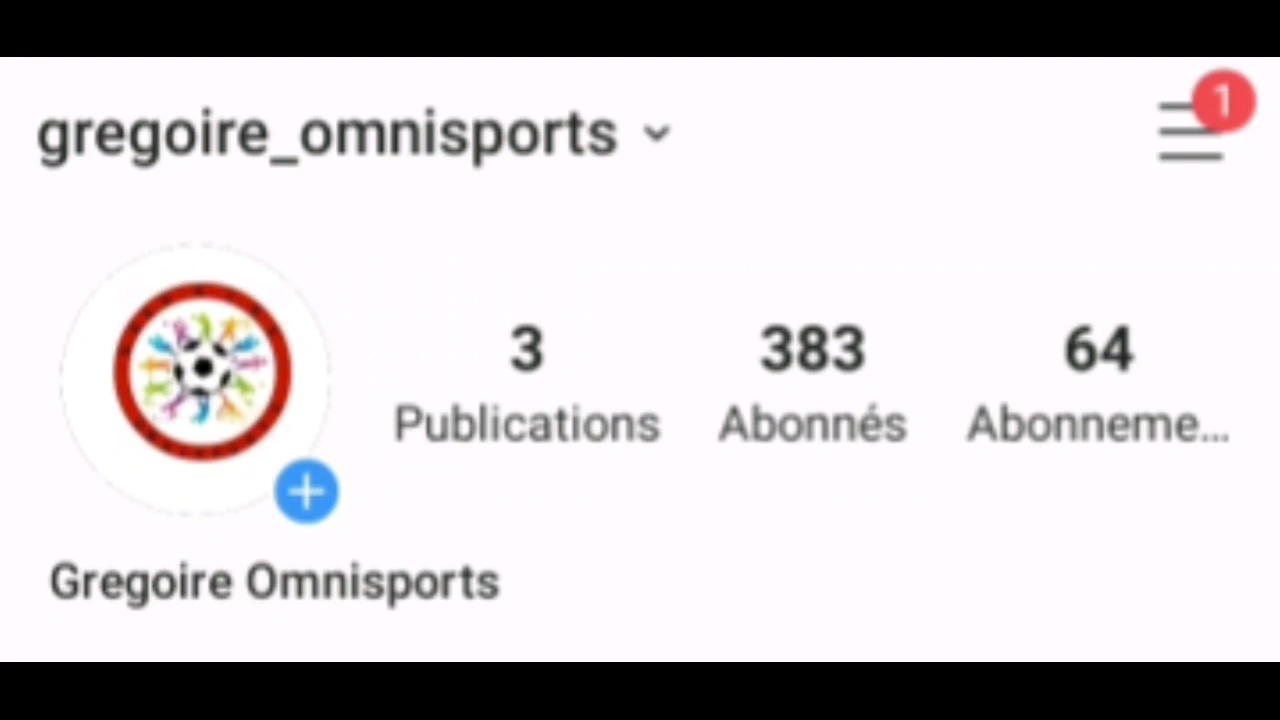 gregoire_omnisports
1
3 383 64
Publications Abonnés Abonneme...
Gregoire Omnisports